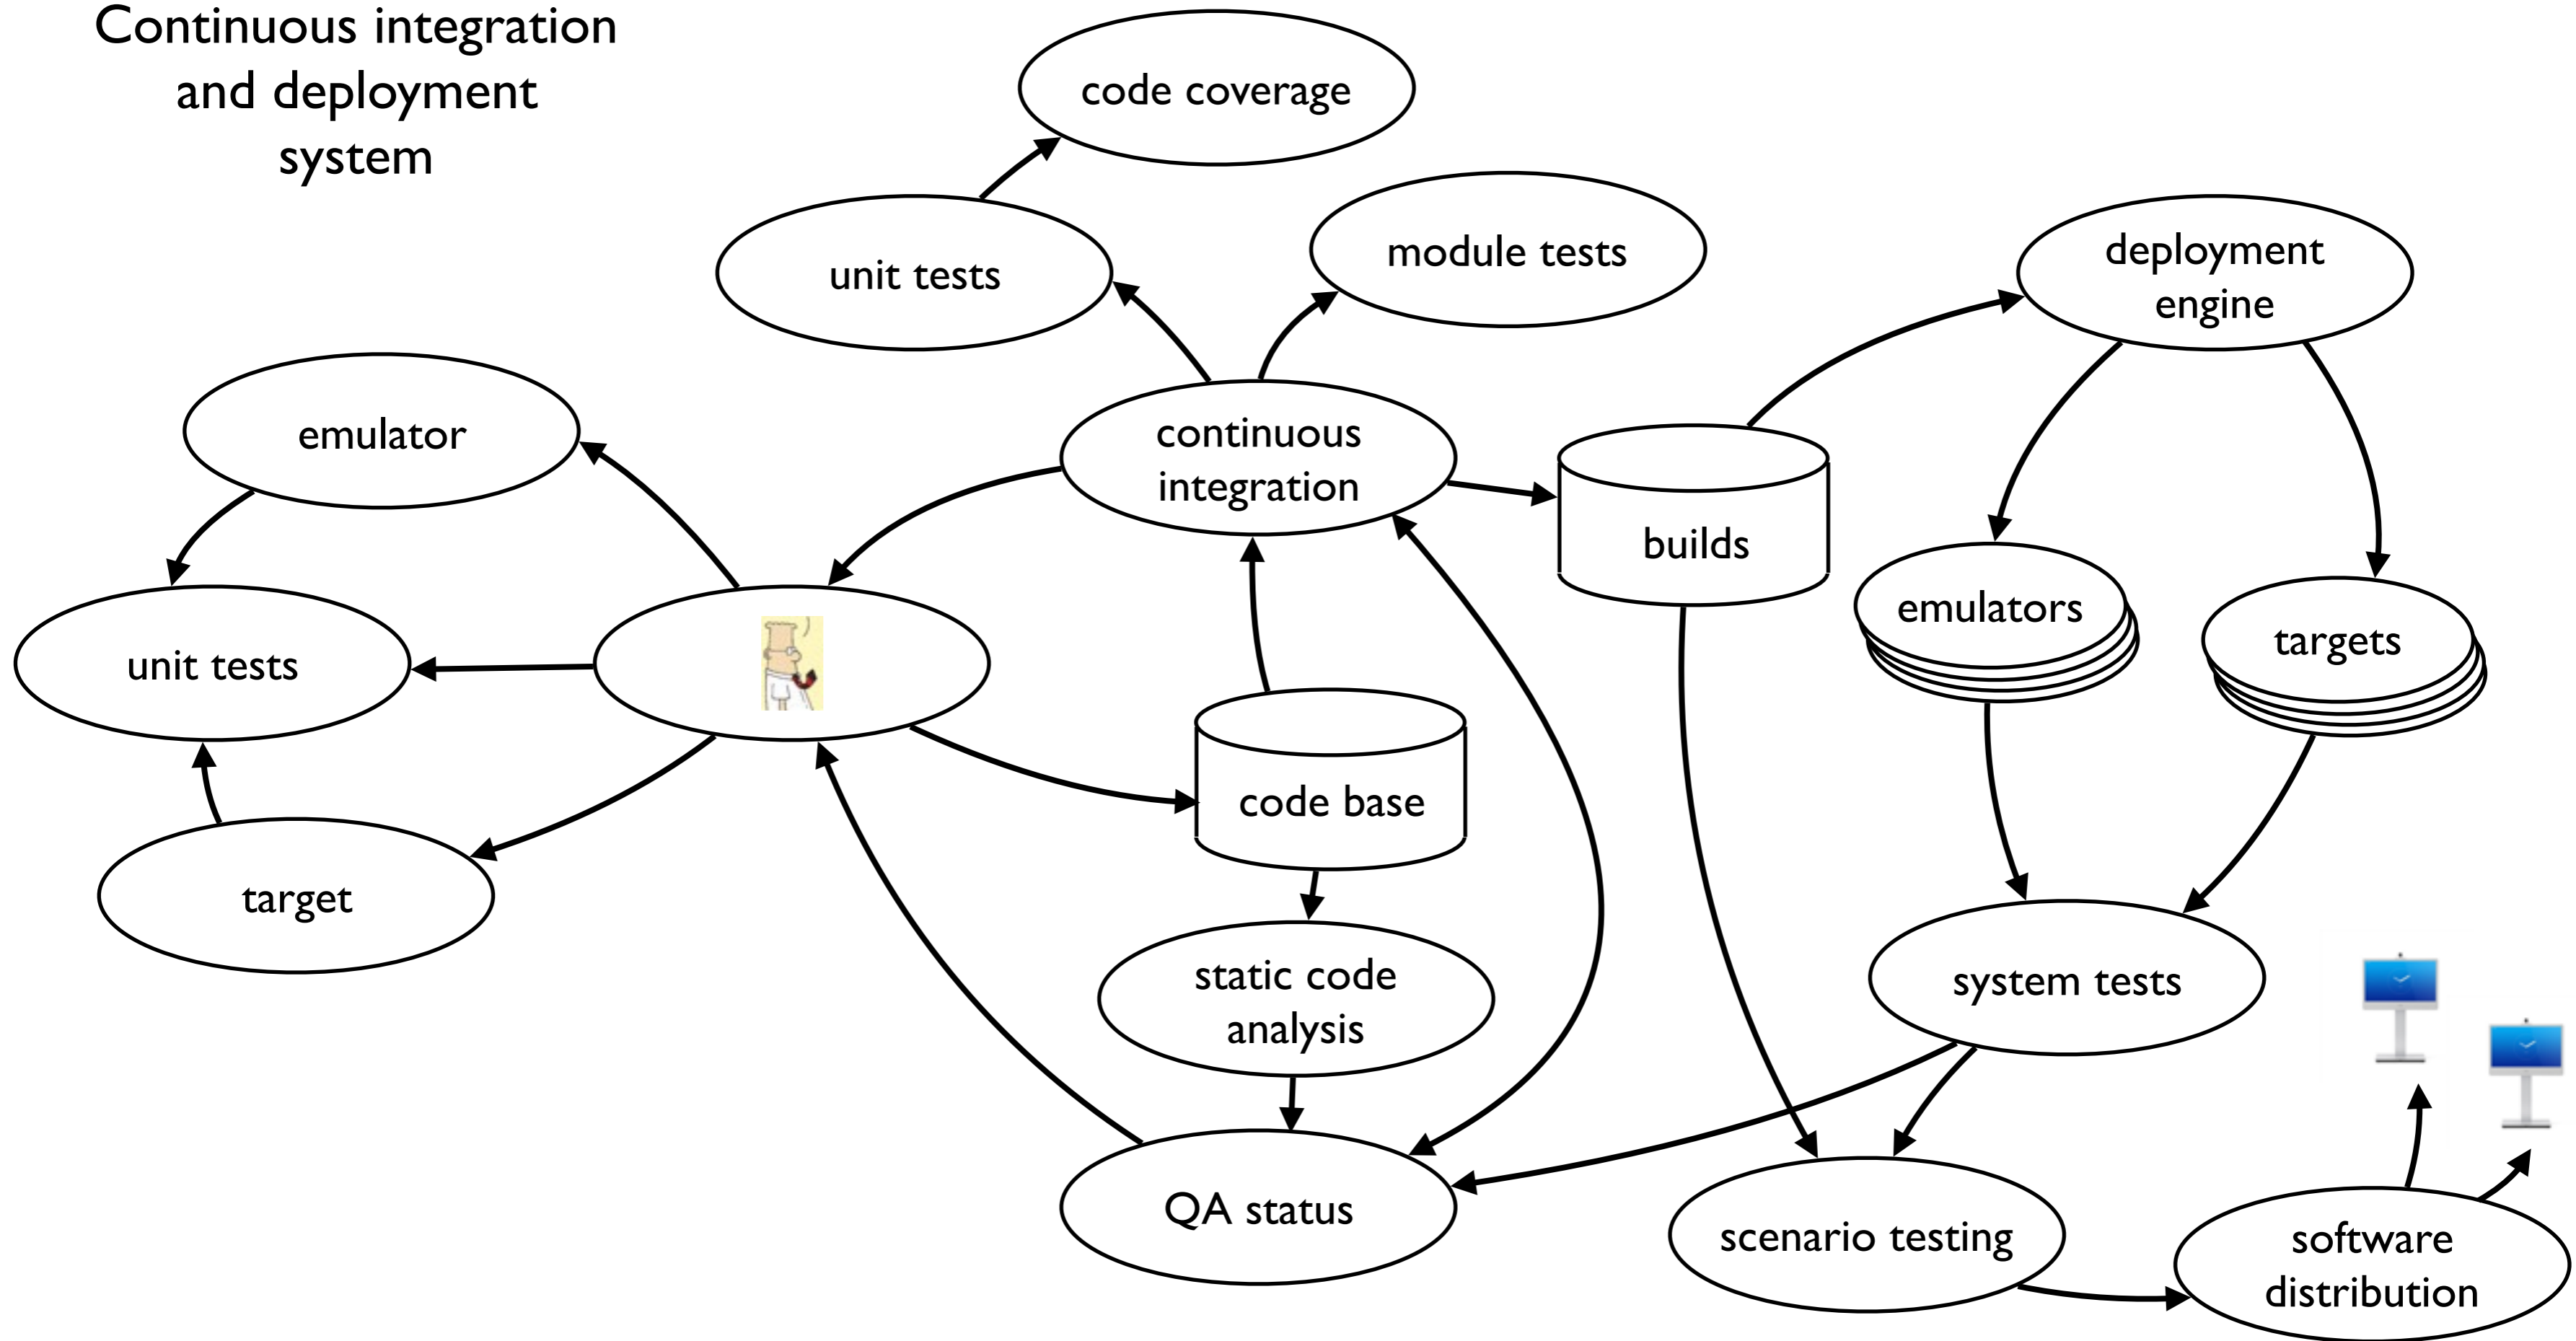 Continuous integration
and deployment
system
code coverage
unit tests
module tests
deployment
engine
emulator
continuous
integration
builds
emulators
targets
unit tests
code base
target
static code
analysis
system tests
QA status
scenario testing
software
distribution